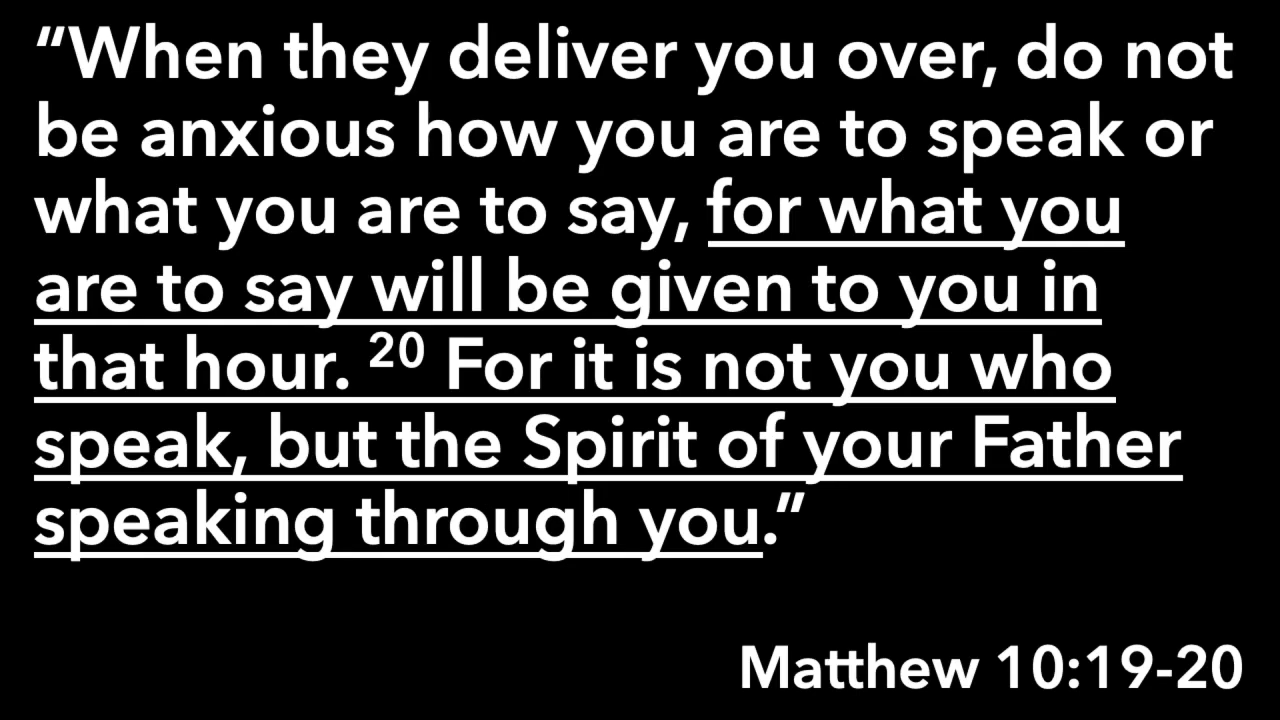 “When they deliver you over, do not
be anxious how you are to speak or
what you are to say, for what you
are to say will be given to you in
that hour. 20 For it is not you who
speak, but the Spirit of your Father
speaking through you.”
Matthew 10:19-20